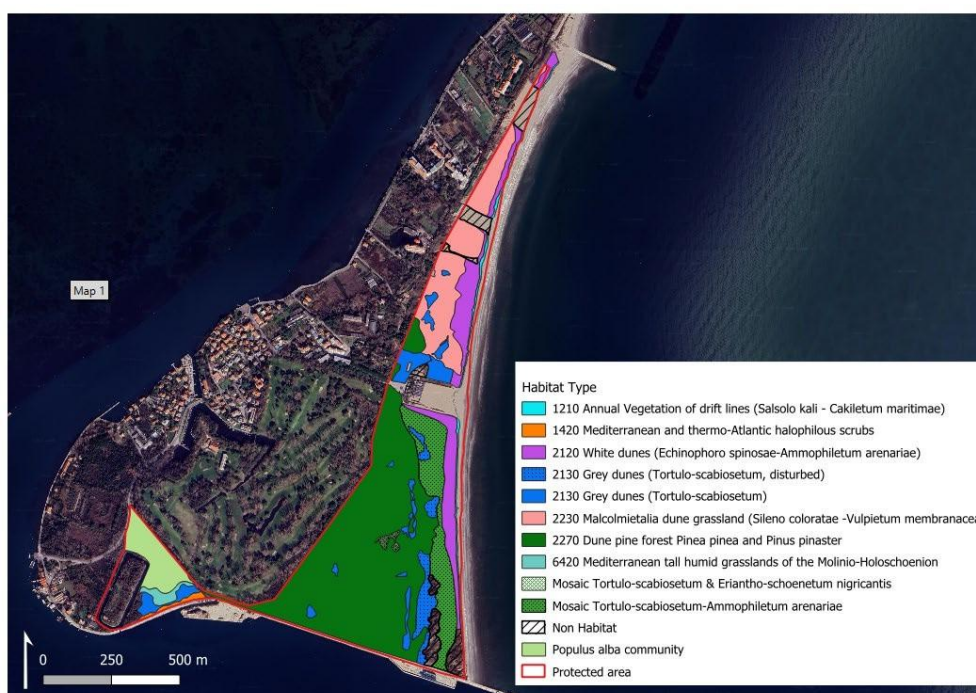 Map 1
Habitat Type
1210 Annual Vegetation of drift lines (Salsolo kali - Cakiletum maritimae)
1420 Mediterranean and thermo-Atlantic halophilous scrubs
2120 White dunes (Echinophoro spinosae-Ammophiletum arenariae)
2130 Grey dunes (Tortulo-scabiosetum, disturbed)
2130 Grey dunes (Tortulo-scabiosetum)
2230 Malcolmietalia dune grassland (Sileno coloratae -Vulpietum membranacea
2270 Dune pine forest Pinea pinea and Pinus pinaster
6420 Mediterranean tall humid grasslands of the Molinio-Holoschoenion
Mosaic Tortulo-scabiosetum & Eriantho-schoenetum nigricantis
Mosaic Tortulo-scabiosetum-Ammophiletum arenariae
Non Habitat
Populus alba community
Protected area
0 250 500 m